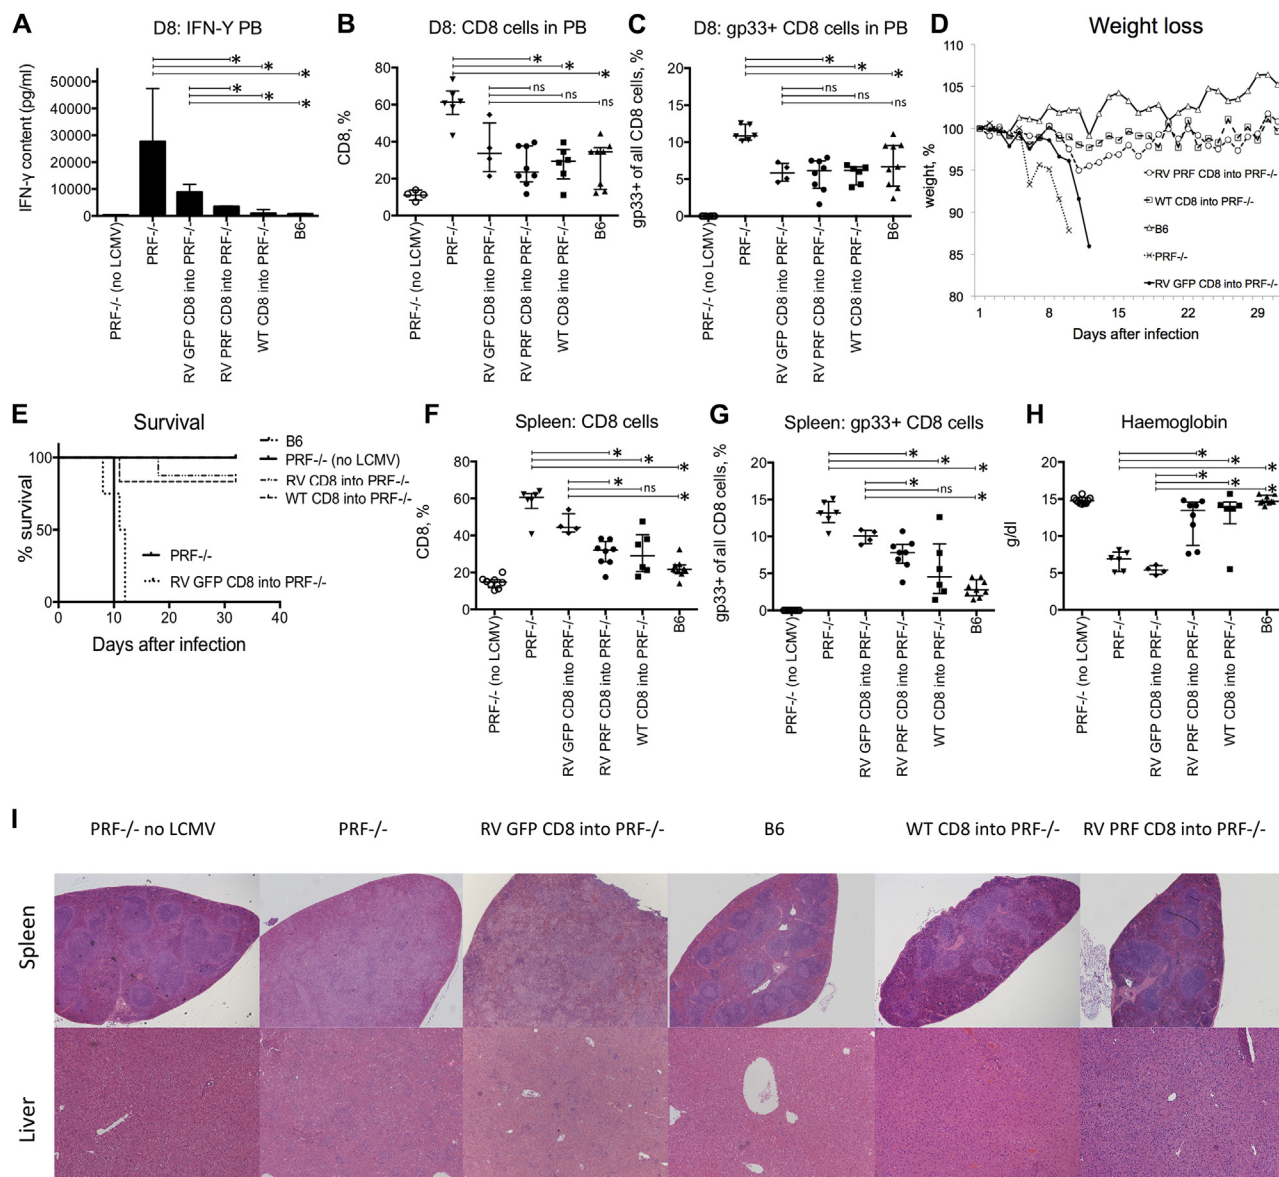 A
D8: IFN-Y PB
IFN-γ content (pg/ml)
50000
40000
30000
20000
10000
0
* * *
* * *
PRF-/- (no LCMV)
PRF-/-
RV GFP CD8 into PRF-/-
RV PRF CD8 into PRF-/-
WT CD8 into PRF-/-
B6
B
D8: CD8 cells in PB
CD8, %
80
60
40
20
0
* * *
ns ns ns
PRF-/- (no LCMV)
PRF-/-
RV GFP CD8 into PRF-/-
RV PRF CD8 into PRF-/-
WT CD8 into PRF-/-
B6
C
D8: gp33+ CD8 cells in PB
gp33+ of all CD8 cells, %
20
15
10
5
0
* * *
ns ns ns
PRF-/- (no LCMV)
PRF-/-
RV GFP CD8 into PRF-/-
RV PRF CD8 into PRF-/-
WT CD8 into PRF-/-
B6
D
Weight loss
weight, %
110
105
100
95
90
85
80
1 8 15 22 29
Days after infection
RV PRF CD8 into PRF-/-
WT CD8 into PRF-/-
B6
PRF-/-
RV GFP CD8 into PRF-/-
E
Survival
% survival
100
50
0
0 10 20 30 40
Days after infection
B6
PRF-/- (no LCMV)
RV CD8 into PRF-/-
WT CD8 into PRF-/-
PRF-/-
RV GFP CD8 into PRF-/-
F
Spleen: CD8 cells
CD8, %
80
60
40
20
0
* * *
* ns *
PRF-/- (no LCMV)
PRF-/-
RV GFP CD8 into PRF-/-
RV PRF CD8 into PRF-/-
WT CD8 into PRF-/-
B6
G
Spleen: gp33+ CD8 cells
gp33+ of all CD8 cells, %
20
15
10
5
0
* * *
* ns *
PRF-/- (no LCMV)
PRF-/-
RV GFP CD8 into PRF-/-
RV PRF CD8 into PRF-/-
WT CD8 into PRF-/-
B6
H
Haemoglobin
g/dl
20
15
10
5
0
* * *
* * *
PRF-/- (no LCMV)
PRF-/-
RV GFP CD8 into PRF-/-
RV PRF CD8 into PRF-/-
WT CD8 into PRF-/-
B6
I
PRF-/- no LCMV
PRF-/-
RV GFP CD8 into PRF-/-
B6
WT CD8 into PRF-/-
RV PRF CD8 into PRF-/-
Spleen
Liver